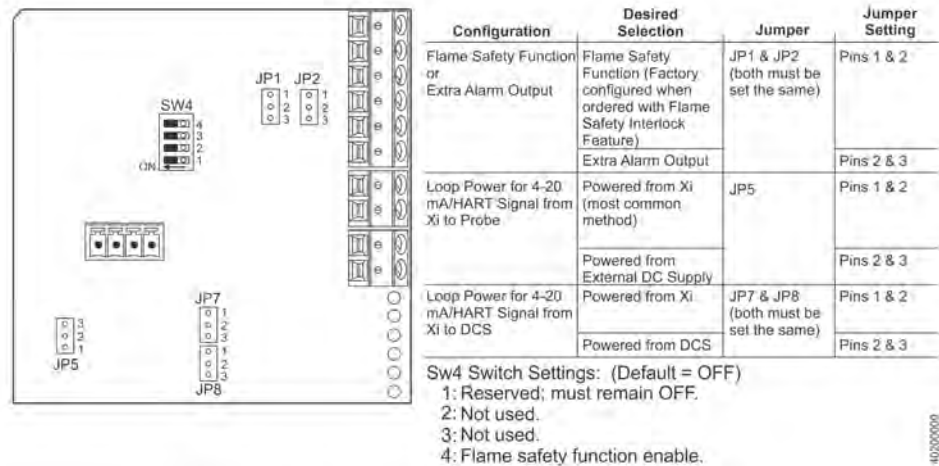 JP1 JP2
1 1
2 2
3 3
SW4
4
3
2
1
ON
JP7
1
2
3
1
2
3
JP8
3
2
1
JP5
Configuration
Desired
Selection
Jumper
Jumper
Setting
Flame Safety Function
or
Extra Alarm Output
Flame Safety
Function (Factory
configured when
ordered with Flame
Safety Interlock
Feature)
JP1 & JP2
(both must be
set the same)
Pins 1 & 2
Extra Alarm Output
Pins 2 & 3
Loop Power for 4-20
mA/HART Signal from
Xi to Probe
Powered from Xi
(most common
method)
JP5
Pins 1 & 2
Powered from
External DC Supply
Pins 2 & 3
Loop Power for 4-20
mA/HART Signal from
Xi to DCS
Powered from Xi
JP7 & JP8
(both must be
set the same)
Pins 1 & 2
Powered from DCS
Pins 2 & 3
Sw4 Switch Settings: (Default = OFF)
1: Reserved; must remain OFF.
2: Not used.
3: Not used.
4: Flame safety function enable.
40200000